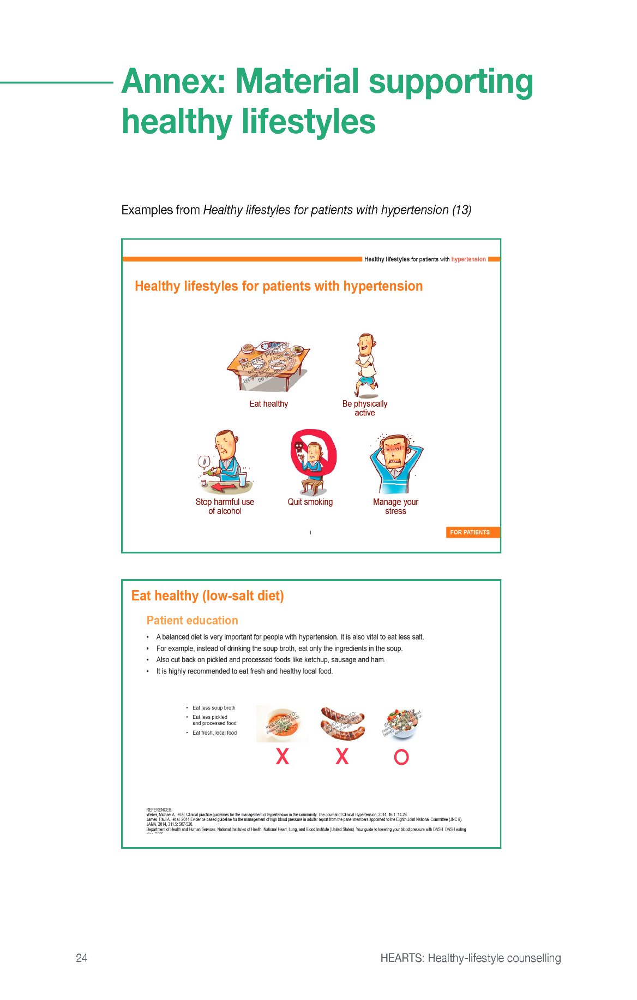 Annex: Material supporting
healthy lifestyles
Examples from Healthy lifestyles for patients with hypertension (13)
Healthy lifestyles for patients with hypertension
Healthy lifestyles for patients with hypertension
INSERT PHOTO:
example of how a
typical local meal would
be displayed
Eat healthy
Be physically
active
Stop harmful use
of alcohol
Quit smoking
Manage your
stress
1
FOR PATIENTS
Eat healthy (low-salt diet)
Patient education
• A balanced diet is very important for people with hypertension. It is also vital to eat less salt.
• For example, instead of drinking the soup broth, eat only the ingredients in the soup.
• Also cut back on pickled and processed foods like ketchup, sausage and ham.
• It is highly recommended to eat fresh and healthy local food.
• Eat less soup broth
• Eat less pickled
and processed food
• Eat fresh, local food
INSERT PHOTO:
example of local foods
INSERT PHOTO:
INSERT PHOTO:
(salad)
X X O
REFERENCES:
Weber, Michael A., et al. Clinical practice guidelines for the management of hypertension in the community. The Journal of Clinical Hypertension, 2014, 16.1: 14-26.
James, Paul A., et al. 2014 Evidence-based guideline for the management of high blood pressure in adults: report from the panel members appointed to the Eighth Joint National Committee (JNC 8).
JAMA, 2014, 311.5: 507-520.
Department of Health and Human Services, National Institutes of Health, National Heart, Lung, and Blood Institute (United States). Your guide to lowering your blood pressure with DASH. DASH eating
24
HEARTS: Healthy-lifestyle counselling